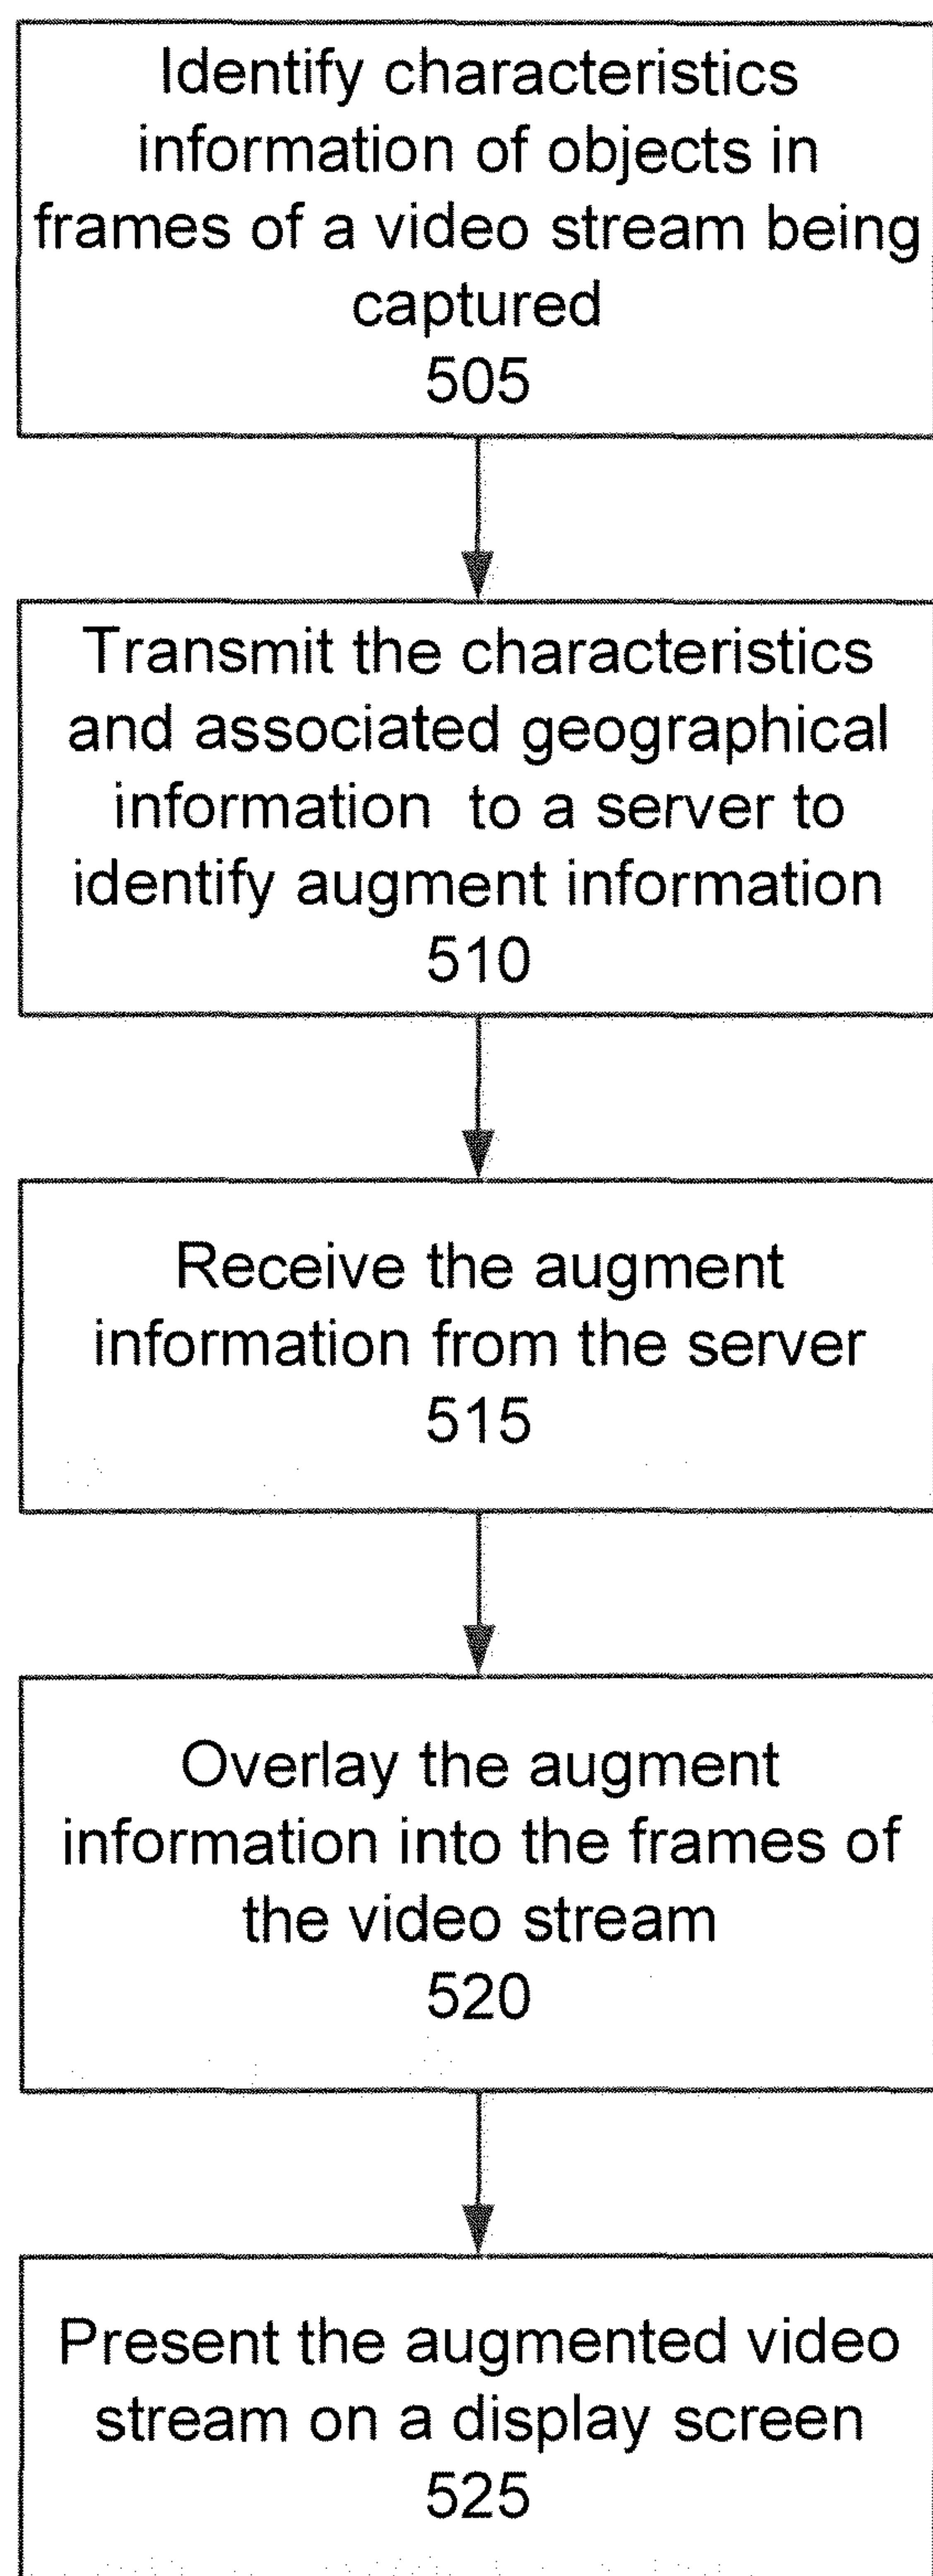 Identify characteristics
information of objects in
frames of a video stream being
captured
505
Transmit the characteristics
and associated geographical
information to a server to
identify augment information
510
Receive the augment
information from the server
515
Overlay the augment
information into the frames of
the video stream
520
Present the augmented video
stream on a display screen
525